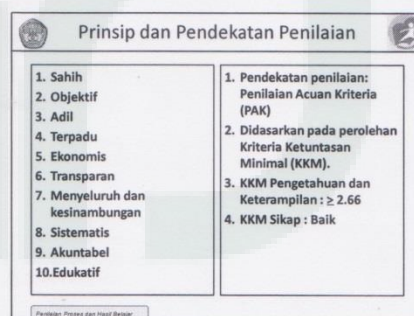 Prinsip dan Pendekatan Penilaian
1. Sahih
2. Objektif
3. Adil
4. Terpadu
5. Ekonomis
6. Transparan
7. Menyeluruh dan
kesinambungan
8. Sistematis
9. Akuntabel
10.Edukatif
1. Pendekatan penilaian:
Penilaian Acuan Kriteria
(PAK)
2. Didasarkan pada perolehan
Kriteria Ketuntasan
Minimal (KKM).
3. KKM Pengetahuan dan
Keterampilan : ≥ 2.66
4. KKM Sikap : Baik
Penilaian Proses dan Hasil Belajar